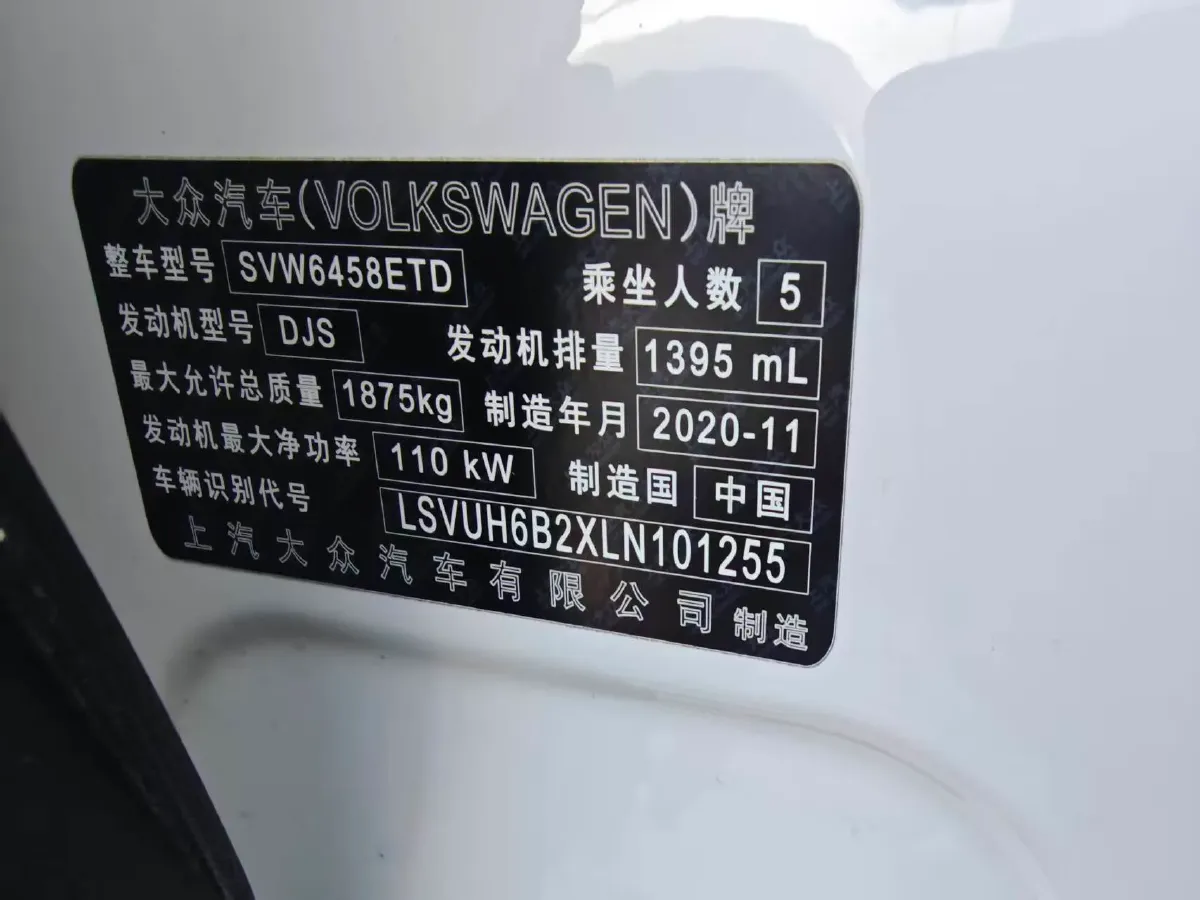 大众汽车(VOLKSWAGEN)牌
整车型号 SVW6458ETD 乘坐人数 5
发动机型号 DJS 发动机排量 1395 mL
最大允许总质量 1875kg 制造年月 2020-11
发动机最大净功率 110 kW 制造国 中国
车辆识别代号 LSVUH6B2XLN101255
上汽大众汽车有限公司 制造